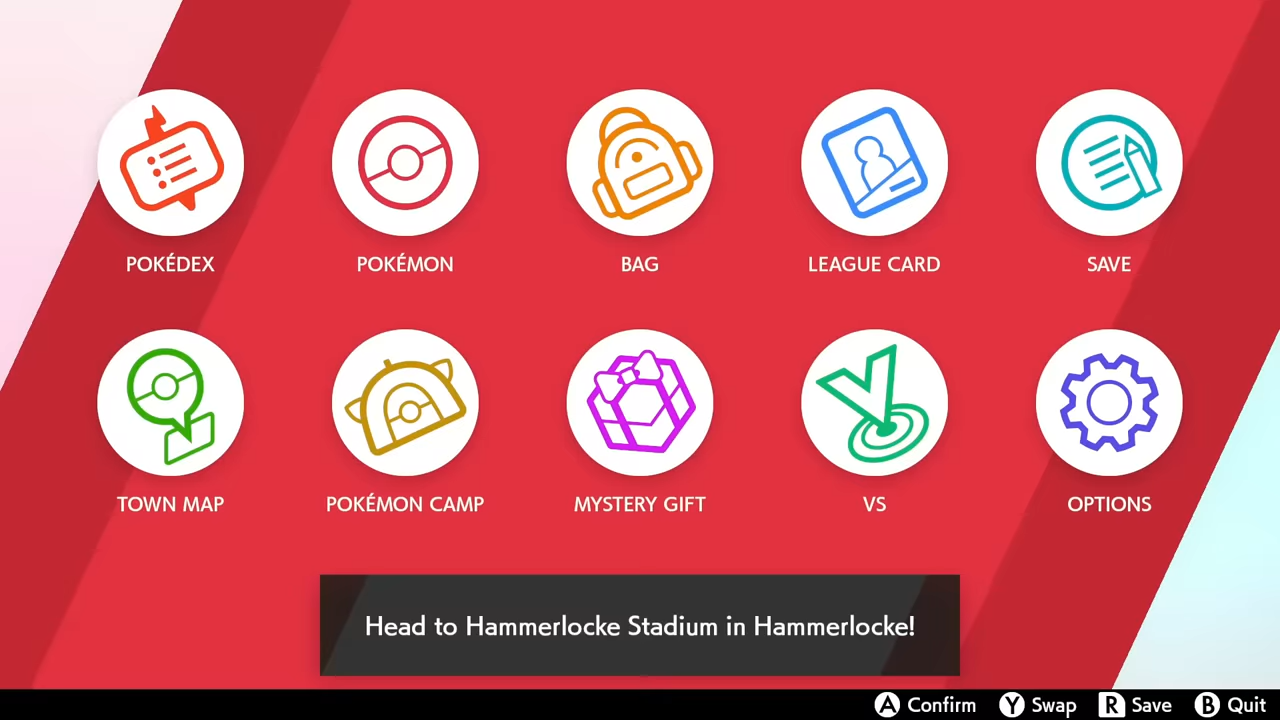 POKÉDEX
POKÉMON
BAG
LEAGUE CARD
SAVE
TOWN MAP
POKÉMON CAMP
MYSTERY GIFT
VS
OPTIONS
Head to Hammerlocke Stadium in Hammerlocke!
A Confirm Y Swap R Save B Quit